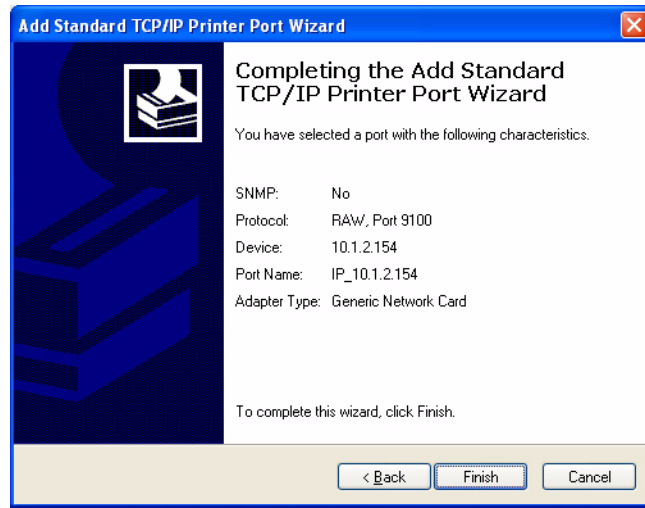 Add Standard TCP/IP Printer Port Wizard
Completing the Add Standard
TCP/IP Printer Port Wizard
You have selected a port with the following characteristics.
SNMP: No
Protocol: RAW, Port 9100
Device: 10.1.2.154
Port Name: IP_10.1.2.154
Adapter Type: Generic Network Card
To complete this wizard, click Finish.
< Back Finish Cancel